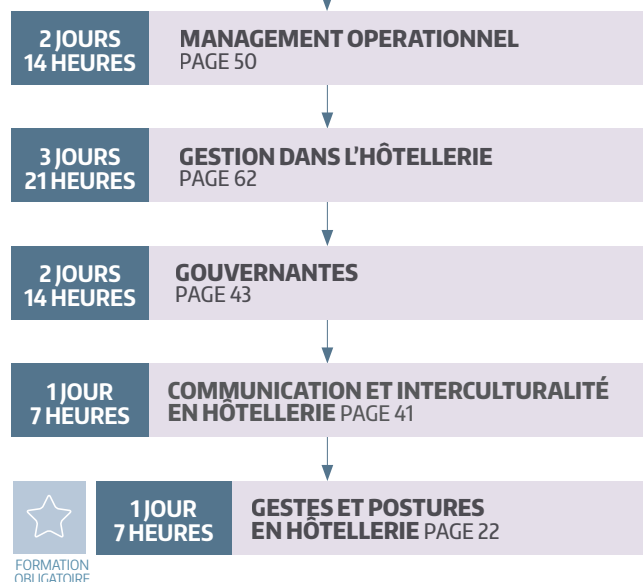 2 JOURS
14 HEURES
MANAGEMENT OPERATIONNEL
PAGE 50
3 JOURS
21 HEURES
GESTION DANS L'HÔTELLERIE
PAGE 62
2 JOURS
14 HEURES
GOUVERNANTES
PAGE 43
1 JOUR
7 HEURES
COMMUNICATION ET INTERCULTURALITÉ
EN HÔTELLERIE PAGE 41
1 JOUR
7 HEURES
GESTES ET POSTURES
EN HÔTELLERIE PAGE 22
FORMATION
OBLIGATOIRE